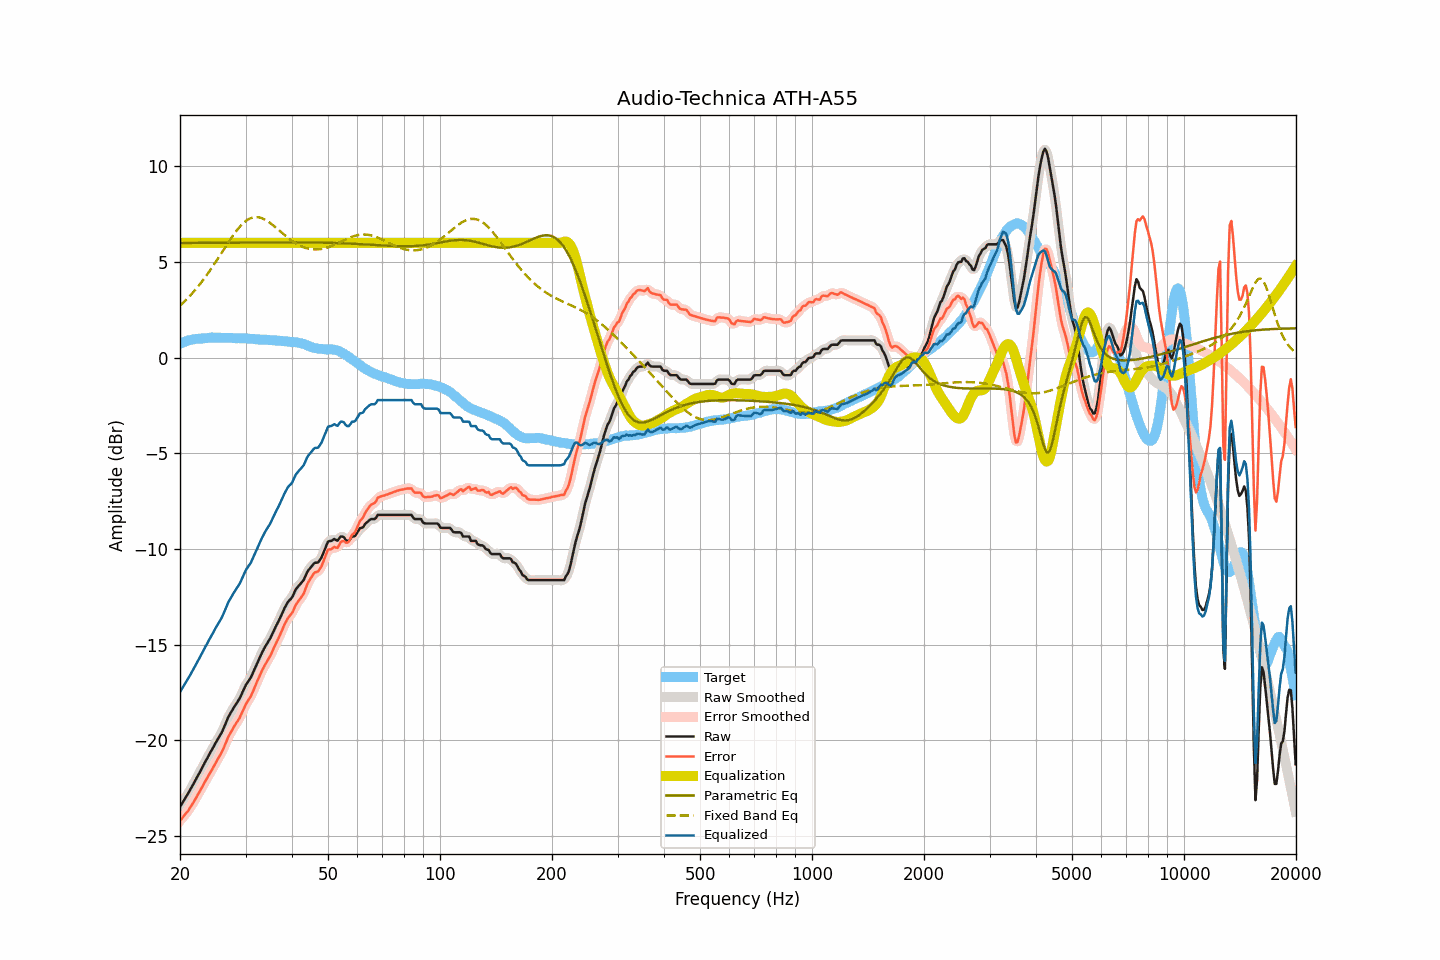 Audio-Technica ATH-A55
10
5
0
−5
−10
−15
−20
−25
Amplitude (dBr)
Target
Raw Smoothed
Error Smoothed
Raw
Error
Equalization
Parametric Eq
Fixed Band Eq
Equalized
20 50 100 200 500 1000 2000 5000 10000 20000
Frequency (Hz)